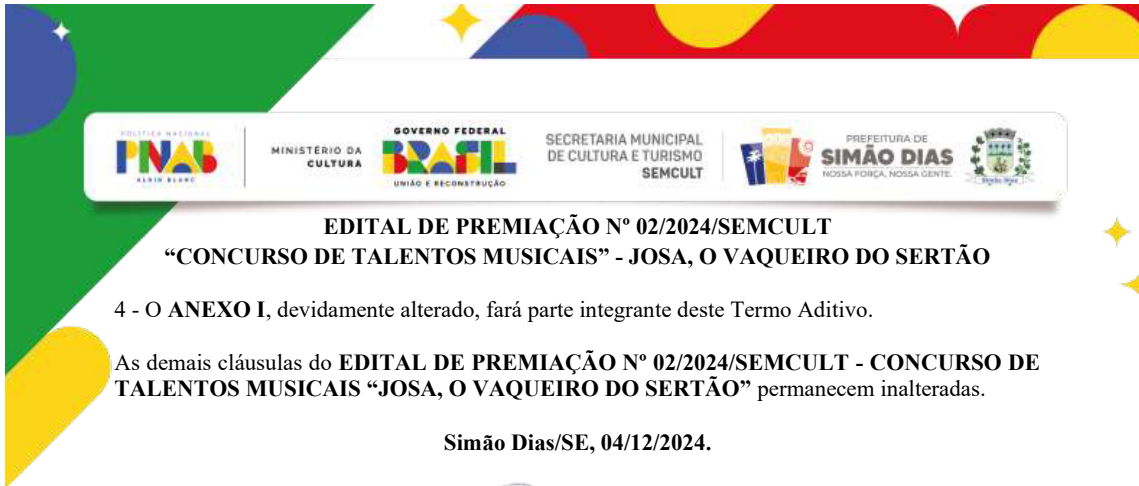 POLÍTICA NACIONAL
PNAB
ALDIR BLANC
MINISTÉRIO DA
CULTURA
GOVERNO FEDERAL
BRASIL
UNIÃO E RECONSTRUÇÃO
SECRETARIA MUNICIPAL
DE CULTURA E TURISMO
SEMCULT
PREFEITURA DE
SIMÃO DIAS
NOSSA FORÇA, NOSSA GENTE.
Simão Dias
EDITAL DE PREMIAÇÃO Nº 02/2024/SEMCULT
“CONCURSO DE TALENTOS MUSICAIS” - JOSA, O VAQUEIRO DO SERTÃO
4 - O ANEXO I, devidamente alterado, fará parte integrante deste Termo Aditivo.
As demais cláusulas do EDITAL DE PREMIAÇÃO Nº 02/2024/SEMCULT - CONCURSO DE
TALENTOS MUSICAIS “JOSA, O VAQUEIRO DO SERTÃO” permanecem inalteradas.
Simão Dias/SE, 04/12/2024.